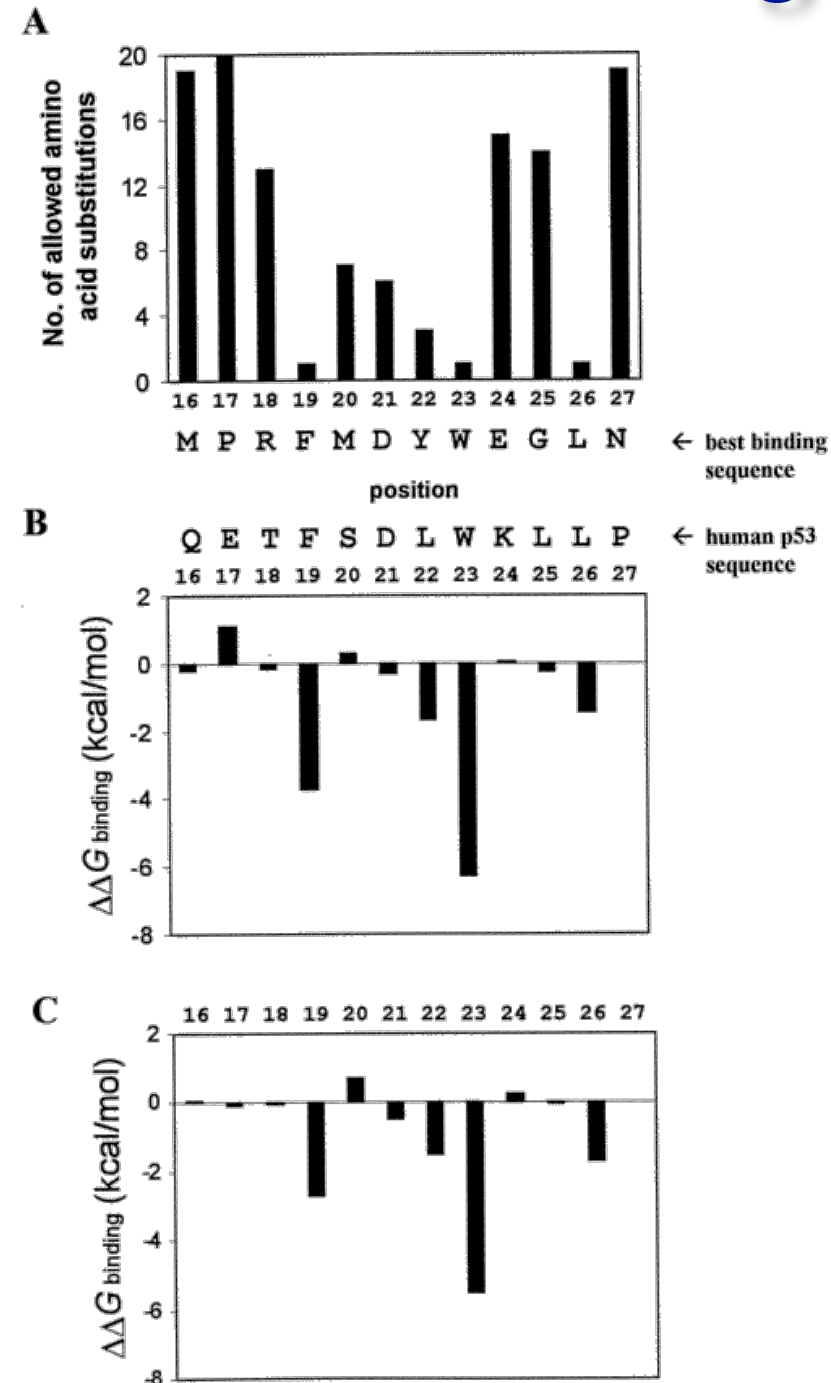 A
No. of allowed amino
acid substitutions
20
16
12
8
4
0
16 17 18 19 20 21 22 23 24 25 26 27
M P R F M D Y W E G L N
← best binding
sequence
position
B
Q E T F S D L W K L L P
← human p53
sequence
16 17 18 19 20 21 22 23 24 25 26 27
2
0
-2
-4
-6
-8
ΔΔG binding (kcal/mol)
C
16 17 18 19 20 21 22 23 24 25 26 27
2
0
-2
-4
-6
-8
ΔΔG binding (kcal/mol)